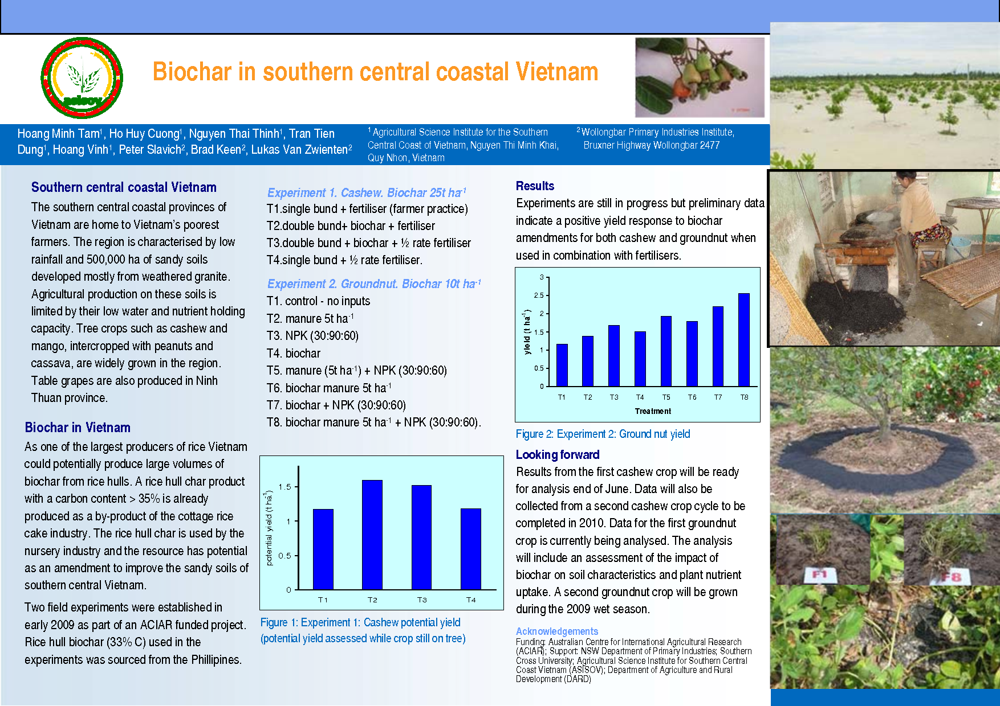 asisov
Biochar in southern central coastal Vietnam
Hoang Minh Tam¹, Ho Huy Cuong¹, Nguyen Thai Thinh¹, Tran Tien
Dung¹, Hoang Vinh¹, Peter Slavich², Brad Keen², Lukas Van Zwienten²
¹ Agricultural Science Institute for the Southern
Central Coast of Vietnam, Nguyen Thi Minh Khai,
Quy Nhon, Vietnam
² Wollongbar Primary Industries Institute,
Bruxner Highway Wollongbar 2477
Southern central coastal Vietnam
The southern central coastal provinces of
Vietnam are home to Vietnam's poorest
farmers. The region is characterised by low
rainfall and 500,000 ha of sandy soils
developed mostly from weathered granite.
Agricultural production on these soils is
limited by their low water and nutrient holding
capacity. Tree crops such as cashew and
mango, intercropped with peanuts and
cassava, are widely grown in the region.
Table grapes are also produced in Ninh
Thuan province.
Biochar in Vietnam
As one of the largest producers of rice Vietnam
could potentially produce large volumes of
biochar from rice hulls. A rice hull char product
with a carbon content > 35% is already
produced as a by-product of the cottage rice
cake industry. The rice hull char is used by the
nursery industry and the resource has potential
as an amendment to improve the sandy soils of
southern central Vietnam.
Two field experiments were established in
early 2009 as part of an ACIAR funded project.
Rice hull biochar (33% C) used in the
experiments was sourced from the Phillipines.
Experiment 1. Cashew. Biochar 25t ha⁻¹
T1.single bund + fertiliser (farmer practice)
T2.double bund+ biochar + fertiliser
T3.double bund + biochar + ½ rate fertiliser
T4.single bund + ½ rate fertiliser.
Experiment 2. Groundnut. Biochar 10t ha⁻¹
T1. control - no inputs
T2. manure 5t ha⁻¹
T3. NPK (30:90:60)
T4. biochar
T5. manure (5t ha⁻¹) + NPK (30:90:60)
T6. biochar manure 5t ha⁻¹
T7. biochar + NPK (30:90:60)
T8. biochar manure 5t ha⁻¹ + NPK (30:90:60).
potential yield (t ha⁻¹)
1.5
1
0.5
0
T1 T2 T3 T4
Figure 1: Experiment 1: Cashew potential yield
(potential yield assessed while crop still on tree)
Results
Experiments are still in progress but preliminary data
indicate a positive yield response to biochar
amendments for both cashew and groundnut when
used in combination with fertilisers.
yield (t ha⁻¹)
3
2.5
2
1.5
1
0.5
0
T1 T2 T3 T4 T5 T6 T7 T8
Treatment
Figure 2: Experiment 2: Ground nut yield
Looking forward
Results from the first cashew crop will be ready
for analysis end of June. Data will also be
collected from a second cashew crop cycle to be
completed in 2010. Data for the first groundnut
crop is currently being analysed. The analysis
will include an assessment of the impact of
biochar on soil characteristics and plant nutrient
uptake. A second groundnut crop will be grown
during the 2009 wet season.
Acknowledgements
Funding: Australian Centre for International Agricultural Research
(ACIAR); Support: NSW Department of Primary Industries; Southern
Cross University; Agricultural Science Institute for Southern Central
Coast Vietnam (ASISOV); Department of Agriculture and Rural
Development (DARD)
F1
F8